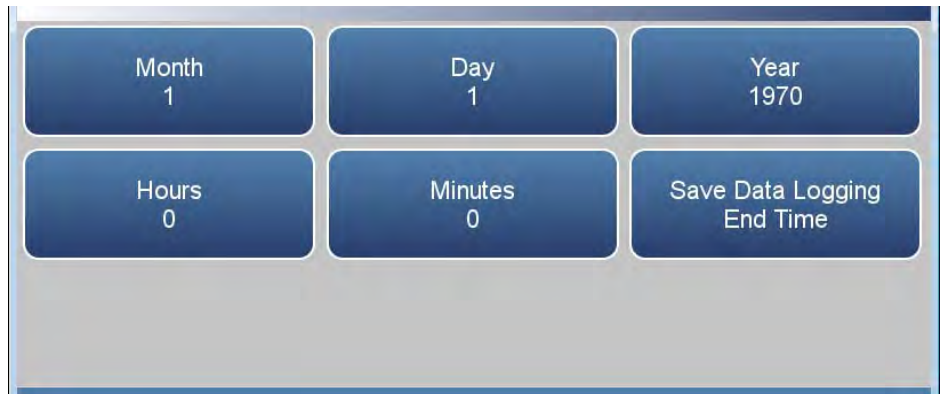 Month
1
Day
1
Year
1970
Hours
0
Minutes
0
Save Data Logging
End Time